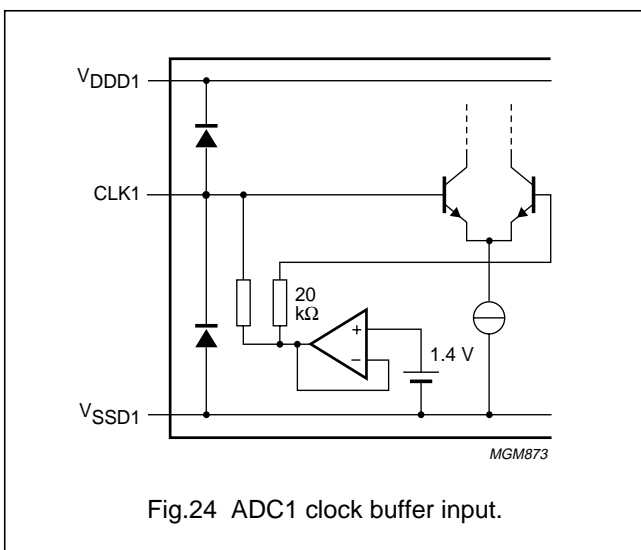 VDDD1
CLK1
20
kΩ
+
−
1.4 V
VSSD1
MGM873
Fig.24 ADC1 clock buffer input.